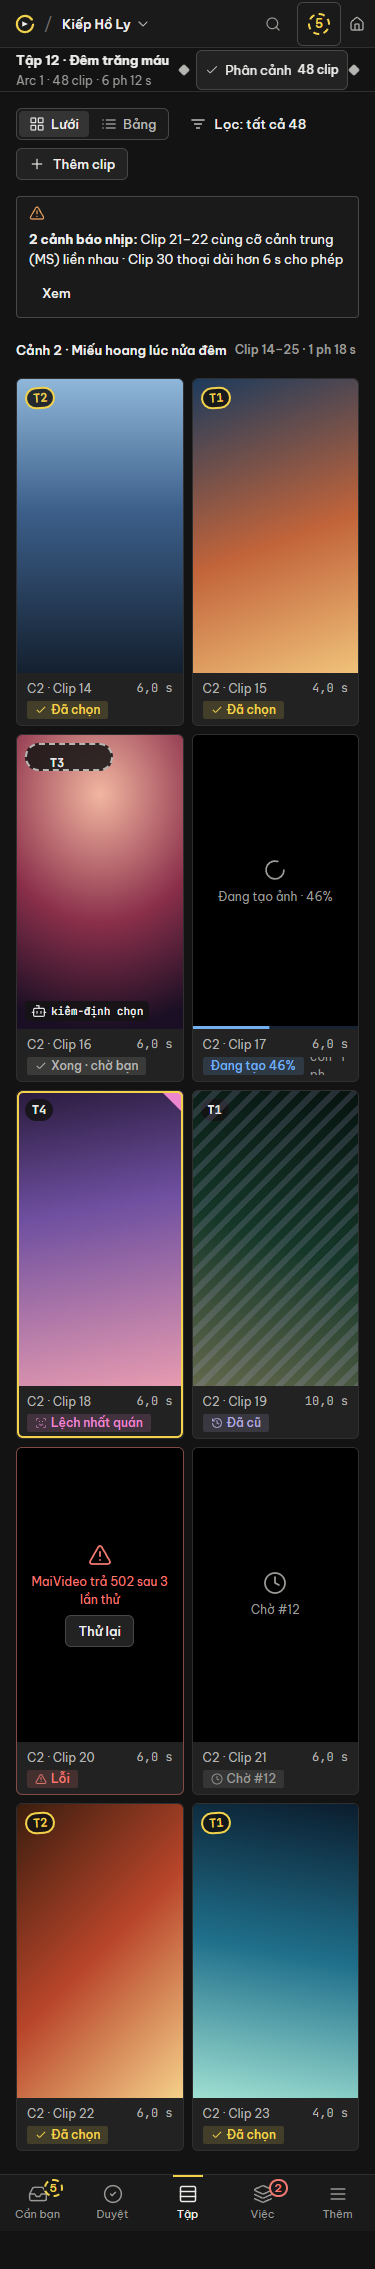 / Kiếp Hồ Ly 5
Tập 12 · Đêm trăng máu
Arc 1 · 48 clip · 6 ph 12 s
Phân cảnh 48 clip
Lưới Bảng Lọc: tất cả 48
Thêm clip
2 cảnh báo nhịp: Clip 21–22 cùng cỡ cảnh trung
(MS) liền nhau · Clip 30 thoại dài hơn 6 s cho phép
Xem
Cảnh 2 · Miếu hoang lúc nửa đêm Clip 14–25 · 1 ph 18 s
T2 T1
C2 · Clip 14 6,0 s C2 · Clip 15 4,0 s
Đã chọn Đã chọn
T3
Đang tạo ảnh · 46%
kiểm-định chọn
C2 · Clip 16 6,0 s C2 · Clip 17 6,0 s
Xong · chờ bạn Đang tạo 46%
T4 T1
C2 · Clip 18 6,0 s C2 · Clip 19 10,0 s
Lệch nhất quán Đã cũ
MaiVideo trả 502 sau 3
lần thử
Thử lại
Chờ #12
C2 · Clip 20 6,0 s C2 · Clip 21 6,0 s
Lỗi Chờ #12
T2 T1
C2 · Clip 22 6,0 s C2 · Clip 23 4,0 s
Đã chọn Đã chọn
5 2
Cần bạn Duyệt Tập Việc Thêm